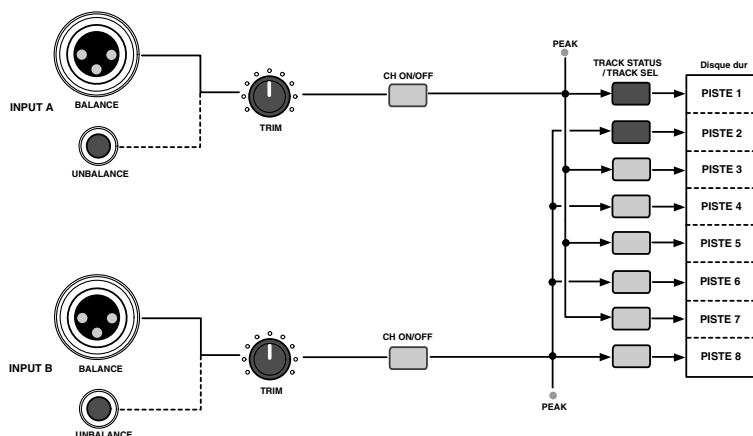 PEAK
TRACK STATUS
/ TRACK SEL
Disque dur
CH ON/OFF
INPUT A
BALANCE
TRIM
UNBALANCE
PISTE 1
PISTE 2
PISTE 3
PISTE 4
PISTE 5
PISTE 6
PISTE 7
PISTE 8
CH ON/OFF
INPUT B
BALANCE
TRIM
UNBALANCE
PEAK